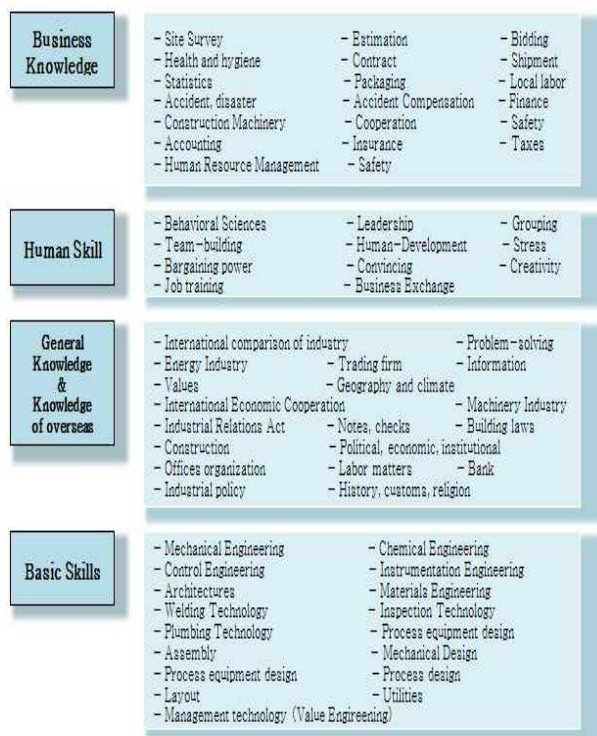 Business
Knowledge
- Site Survey - Estimation - Bidding
- Health and hygiene - Contract - Shipment
- Statistics - Packaging - Local labor
- Accident, disaster - Accident Compensation - Finance
- Construction Machinery - Cooperation - Safety
- Accounting - Insurance - Taxes
- Human Resource Management - Safety
Human Skill
- Behavioral Sciences - Leadership - Grouping
- Team-building - Human-Development - Stress
- Bargaining power - Convincing - Creativity
- Job training - Business Exchange
General
Knowledge
&
Knowledge
of overseas
- International comparison of industry - Problem-solving
- Energy Industry - Trading firm - Information
- Values - Geography and climate
- International Economic Cooperation - Machinery Industry
- Industrial Relations Act - Notes, checks - Building laws
- Construction - Political, economic, institutional
- Offices organization - Labor matters - Bank
- Industrial policy - History, customs, religion
Basic Skills
- Mechanical Engineering - Chemical Engineering
- Control Engineering - Instrumentation Engineering
- Architectures - Materials Engineering
- Welding Technology - Inspection Technology
- Plumbing Technology - Process equipment design
- Assembly - Mechanical Design
- Process equipment design - Process design
- Layout - Utilities
- Management technology (Value Engireening)